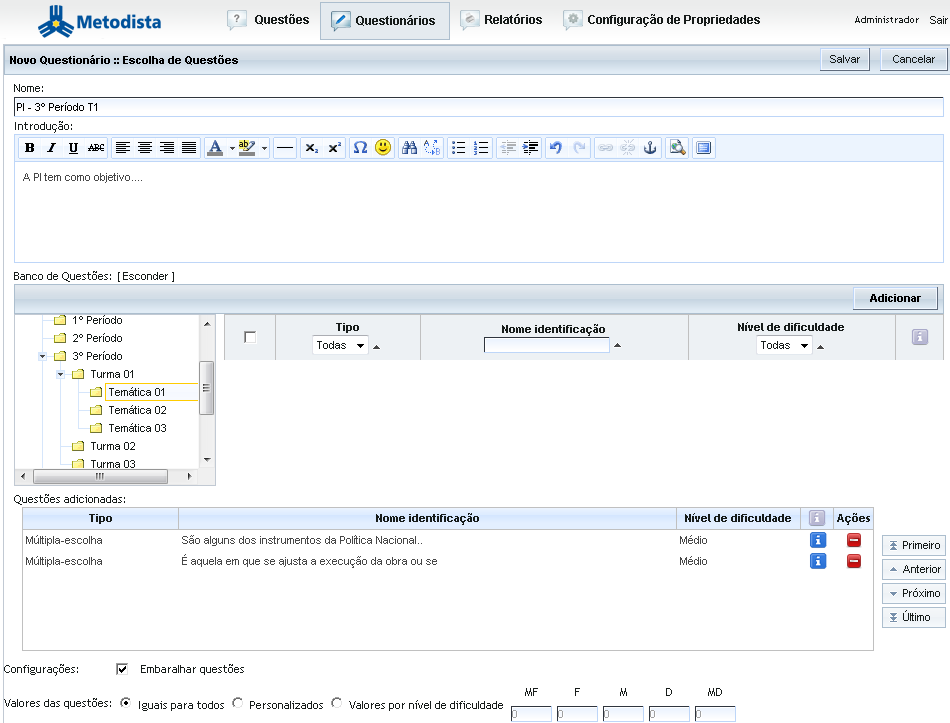 Metodista
Questões
Questionários
Relatórios
Configuração de Propriedades
Administrador
Sair
Novo Questionário :: Escolha de Questões
Salvar
Cancelar
Nome:
PI - 3º Período T1
Introdução:
B I U ABC
A ab x₂ x² Ω
A PI tem como objetivo....
Banco de Questões: [ Esconder ]
Adicionar
1º Período
2º Período
3º Período
Turma 01
Temática 01
Temática 02
Temática 03
Turma 02
Turma 03
Tipo
Todas
Nome identificação
Nível de dificuldade
Todas
Questões adicionadas:
Tipo Nome identificação Nível de dificuldade Ações
Múltipla-escolha São alguns dos instrumentos da Política Nacional.. Médio
Múltipla-escolha É aquela em que se ajusta a execução da obra ou se Médio
Primeiro
Anterior
Próximo
Último
Configurações: Embaralhar questões
MF F M D MD
Valores das questões: Iguais para todos Personalizados Valores por nível de dificuldade 0 0 0 0 0